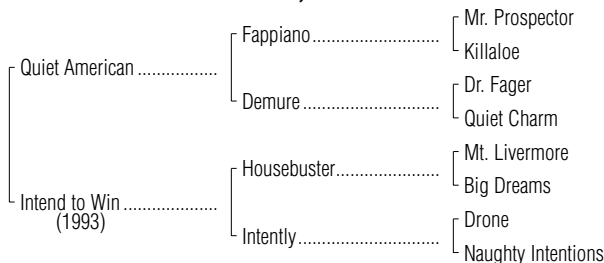 Mr. Prospector
Fappiano
Killaloe
Quiet American
Dr. Fager
Demure
Quiet Charm
Mt. Livermore
Housebuster
Big Dreams
Intend to Win
(1993)
Drone
Intently
Naughty Intentions